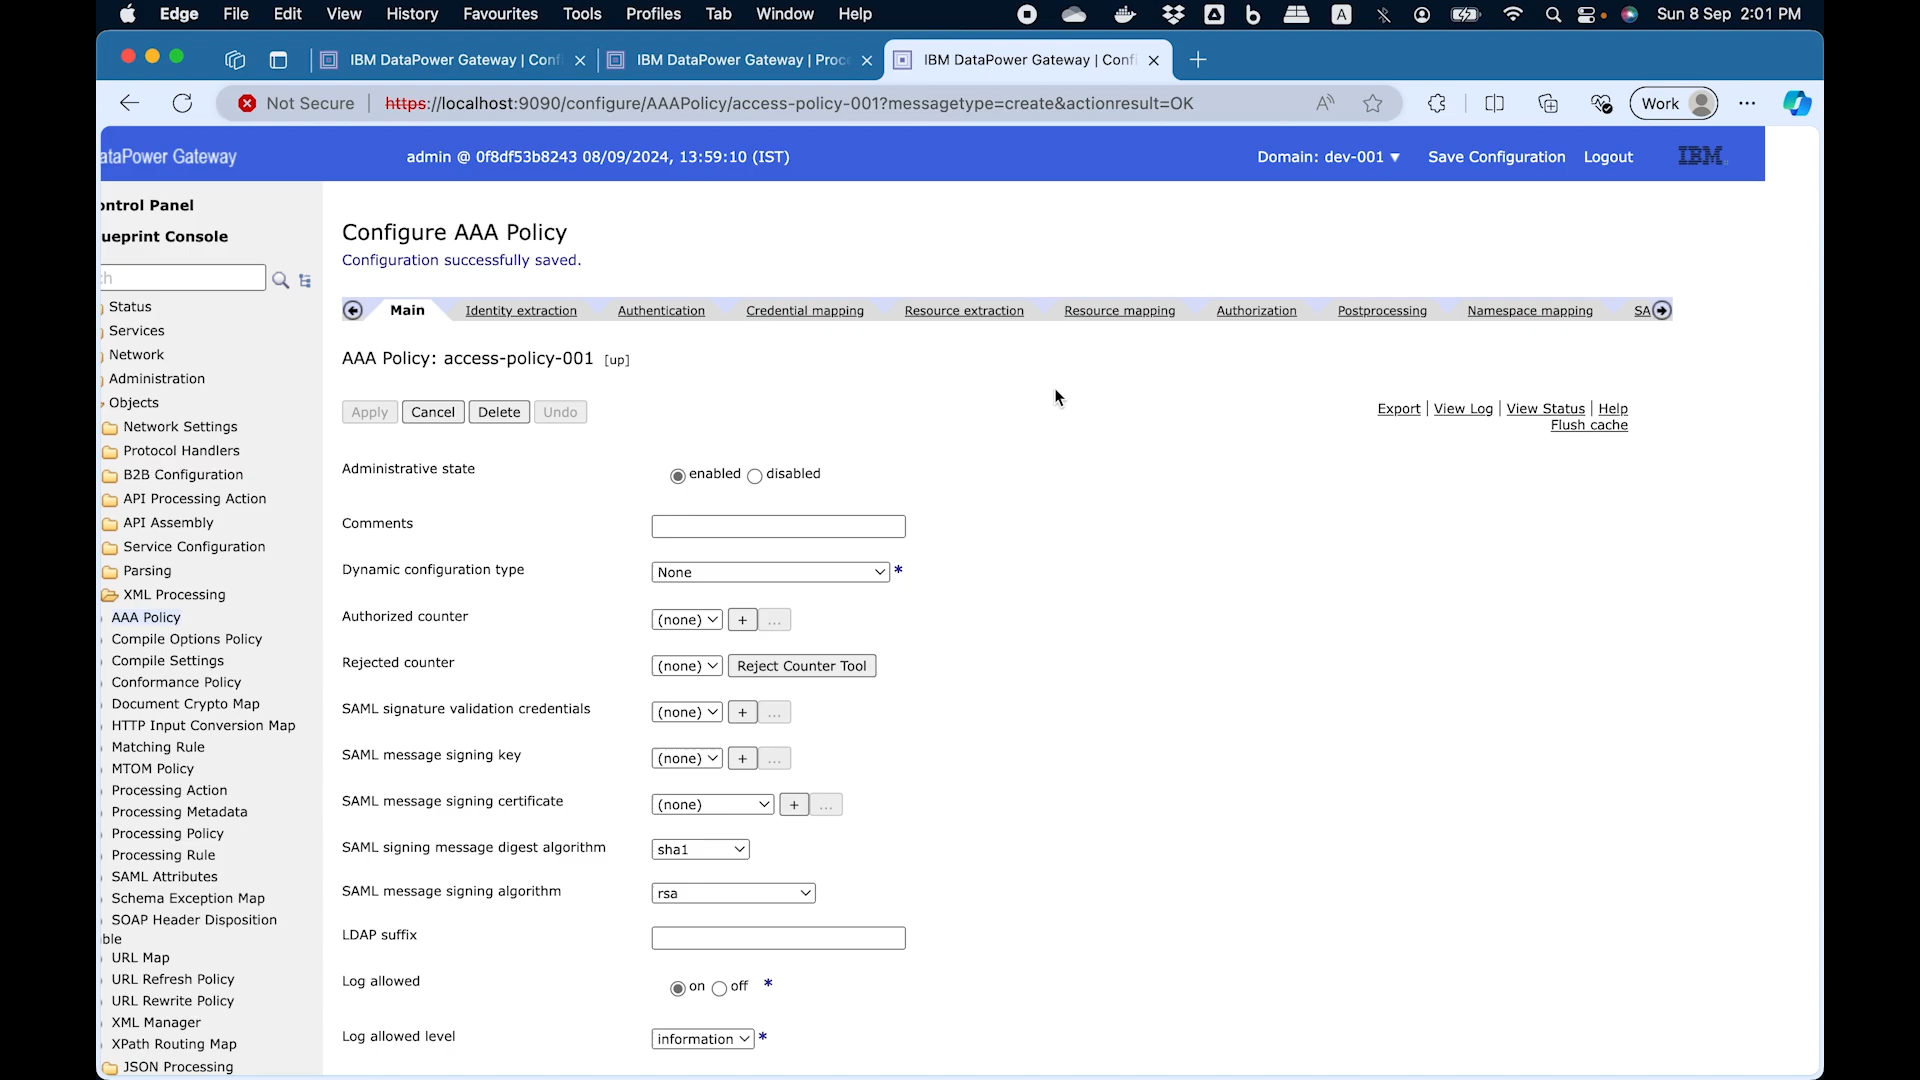 Edge File Edit View History Favourites Tools Profiles Tab Window Help Sun 8 Sep 2:01 PM
IBM DataPower Gateway | Conf IBM DataPower Gateway | Proc IBM DataPower Gateway | Confi
Not Secure https://localhost:9090/configure/AAAPolicy/access-policy-001?messagetype=create&actionresult=OK Work
ataPower Gateway admin @ 0f8df53b8243 08/09/2024, 13:59:10 (IST) Domain: dev-001 ▼ Save Configuration Logout IBM
ontrol Panel
ueprint Console
ch
Status
Services
Network
Administration
Objects
Network Settings
Protocol Handlers
B2B Configuration
API Processing Action
API Assembly
Service Configuration
Parsing
XML Processing
AAA Policy
Compile Options Policy
Compile Settings
Conformance Policy
Document Crypto Map
HTTP Input Conversion Map
Matching Rule
MTOM Policy
Processing Action
Processing Metadata
Processing Policy
Processing Rule
SAML Attributes
Schema Exception Map
SOAP Header Disposition
ble
URL Map
URL Refresh Policy
URL Rewrite Policy
XML Manager
XPath Routing Map
JSON Processing
Configure AAA Policy
Configuration successfully saved.
Main Identity extraction Authentication Credential mapping Resource extraction Resource mapping Authorization Postprocessing Namespace mapping SA
AAA Policy: access-policy-001 [up]
Apply Cancel Delete Undo Export | View Log | View Status | Help
Flush cache
Administrative state enabled disabled
Comments
Dynamic configuration type None *
Authorized counter (none) + ...
Rejected counter (none) Reject Counter Tool
SAML signature validation credentials (none) + ...
SAML message signing key (none) + ...
SAML message signing certificate (none) + ...
SAML signing message digest algorithm sha1
SAML message signing algorithm rsa
LDAP suffix
Log allowed on off *
Log allowed level information *